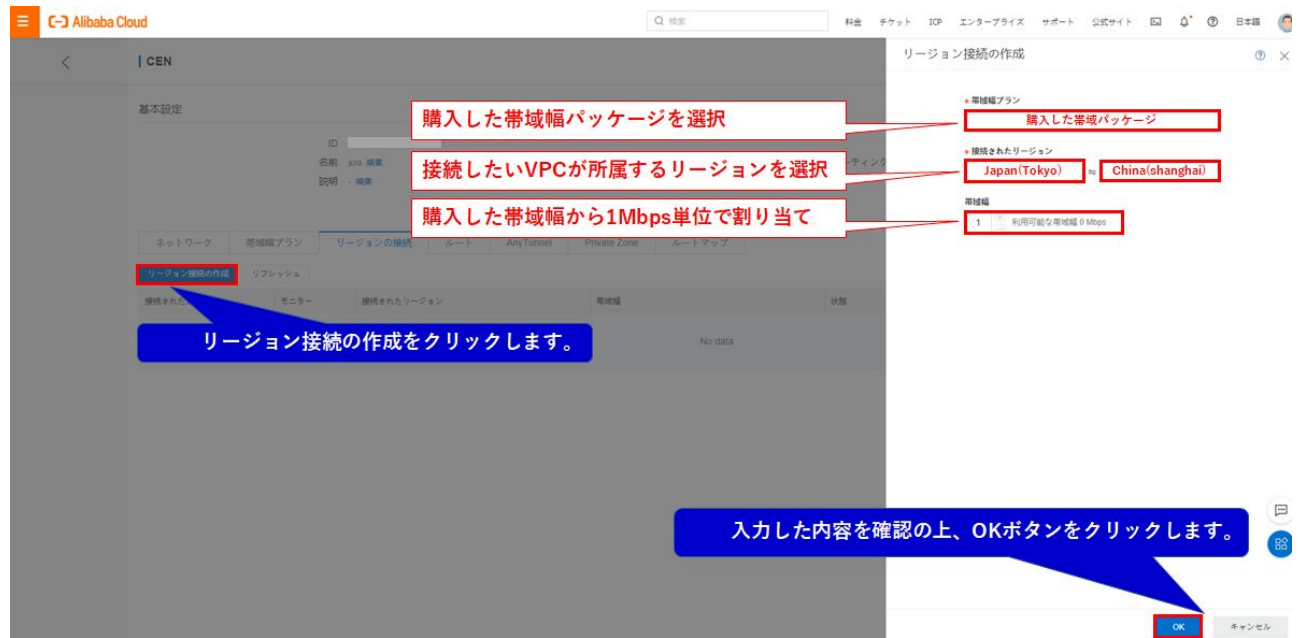 Alibaba Cloud
検索
料金 チケット ICP エンタープライズ サポート 公式サイト 日本語
CEN
基本設定
ID
名前 jcra 編集
説明 - 編集
ーティング
ネットワーク 帯域幅プラン リージョンの接続 ルート AnyTunnel Private Zone ルートマップ
リージョン接続の作成 リフレッシュ
接続された モニター 接続されたリージョン 帯域幅 状態
No data
リージョン接続の作成をクリックします。
購入した帯域幅パッケージを選択
接続したいVPCが所属するリージョンを選択
購入した帯域幅から1Mbps単位で割り当て
リージョン接続の作成
帯域幅プラン
購入した帯域パッケージ
接続されたリージョン
Japan(Tokyo) ⇋ China(shanghai)
帯域幅
1 利用可能な帯域幅 0 Mbps
入力した内容を確認の上、OKボタンをクリックします。
OK キャンセル